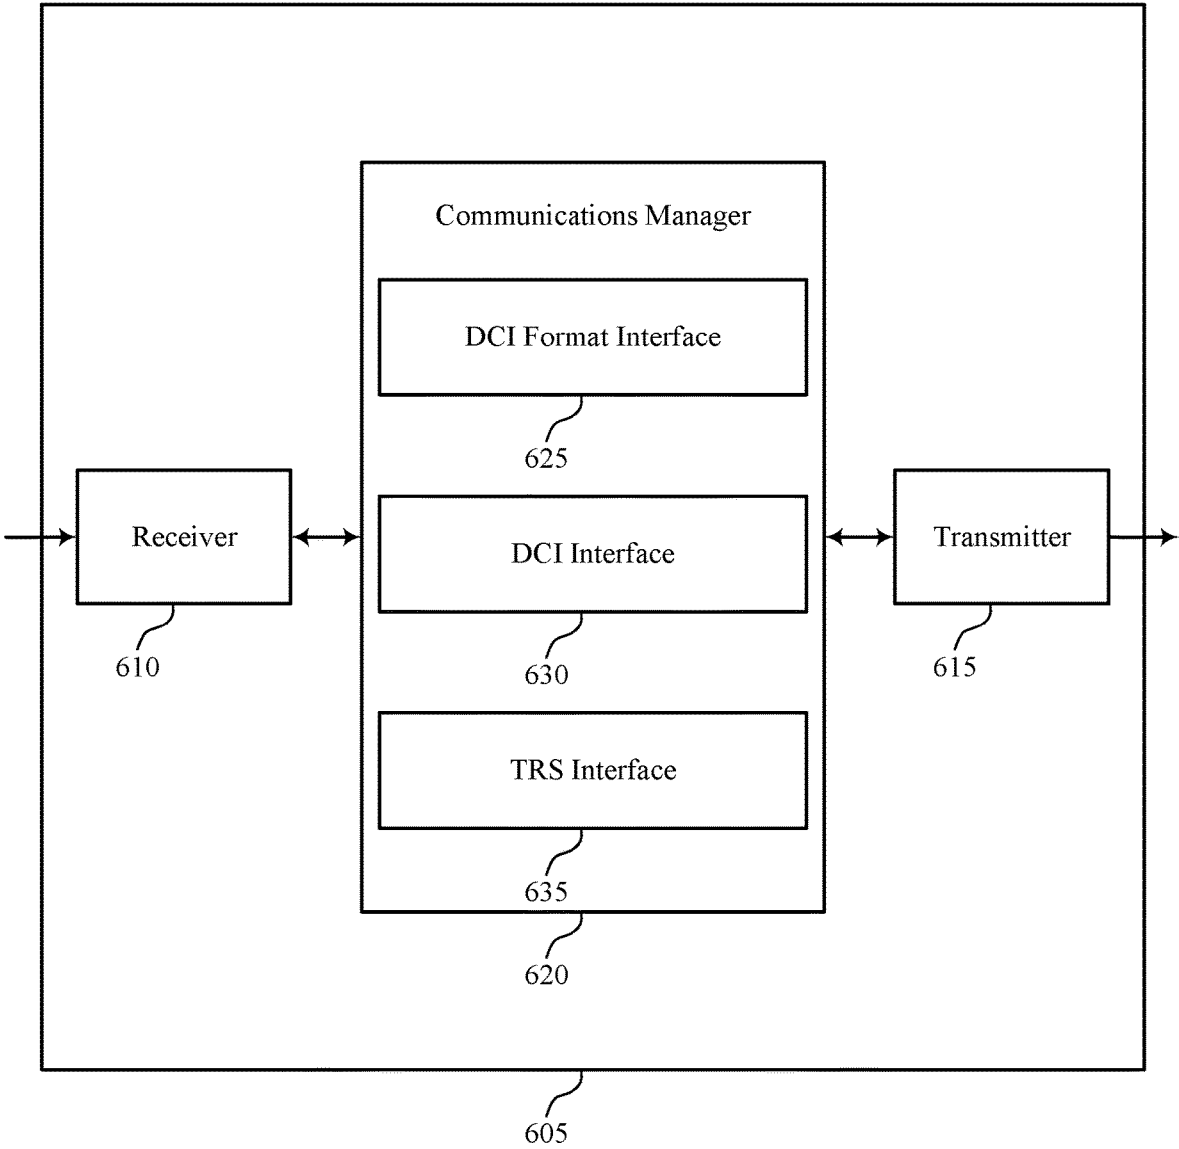 Communications Manager
DCI Format Interface
625
Receiver
610
DCI Interface
630
Transmitter
615
TRS Interface
635
620
605